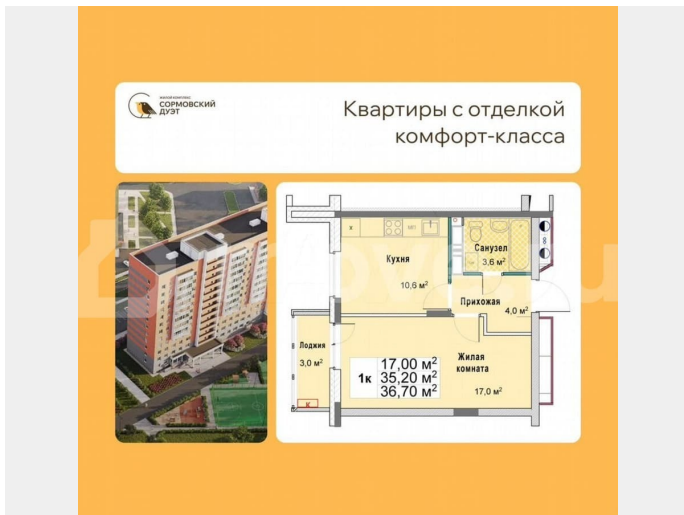 ЖИЛОЙ КОМПЛЕКС
СОРМОВСКИЙ
ДУЭТ
Квартиры с отделкой
комфорт-класса
Кухня
10,6 м²
х
Санузел
3,6 м²
Прихожая
4,0 м²
Лоджия
3,0 м²
К
1к
17,00 м²
35,20 м²
36,70 м²
Жилая
комната
17,0 м²